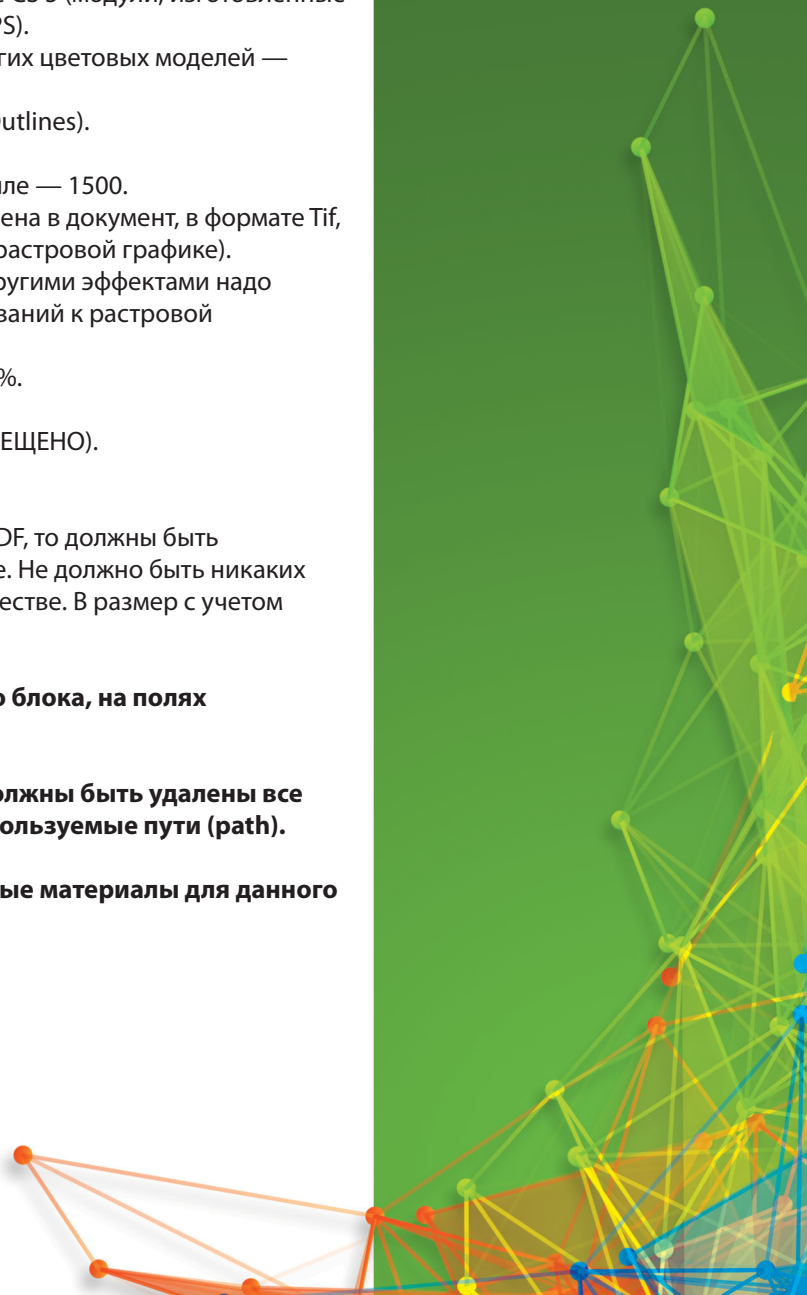 е CS 5 (модули, изготовленные
PS).
гих цветовых моделей —
Outlines).
ле — 1500.
ена в документ, в формате Tif,
растровой графике).
ругими эффектами надо
ваний к растровой
%.
ЕЩЕНО).
DF, то должны быть
е. Не должно быть никаких
естве. В размер с учетом
о блока, на полях
олжны быть удалены все
ользуемые пути (path).
ые материалы для данного